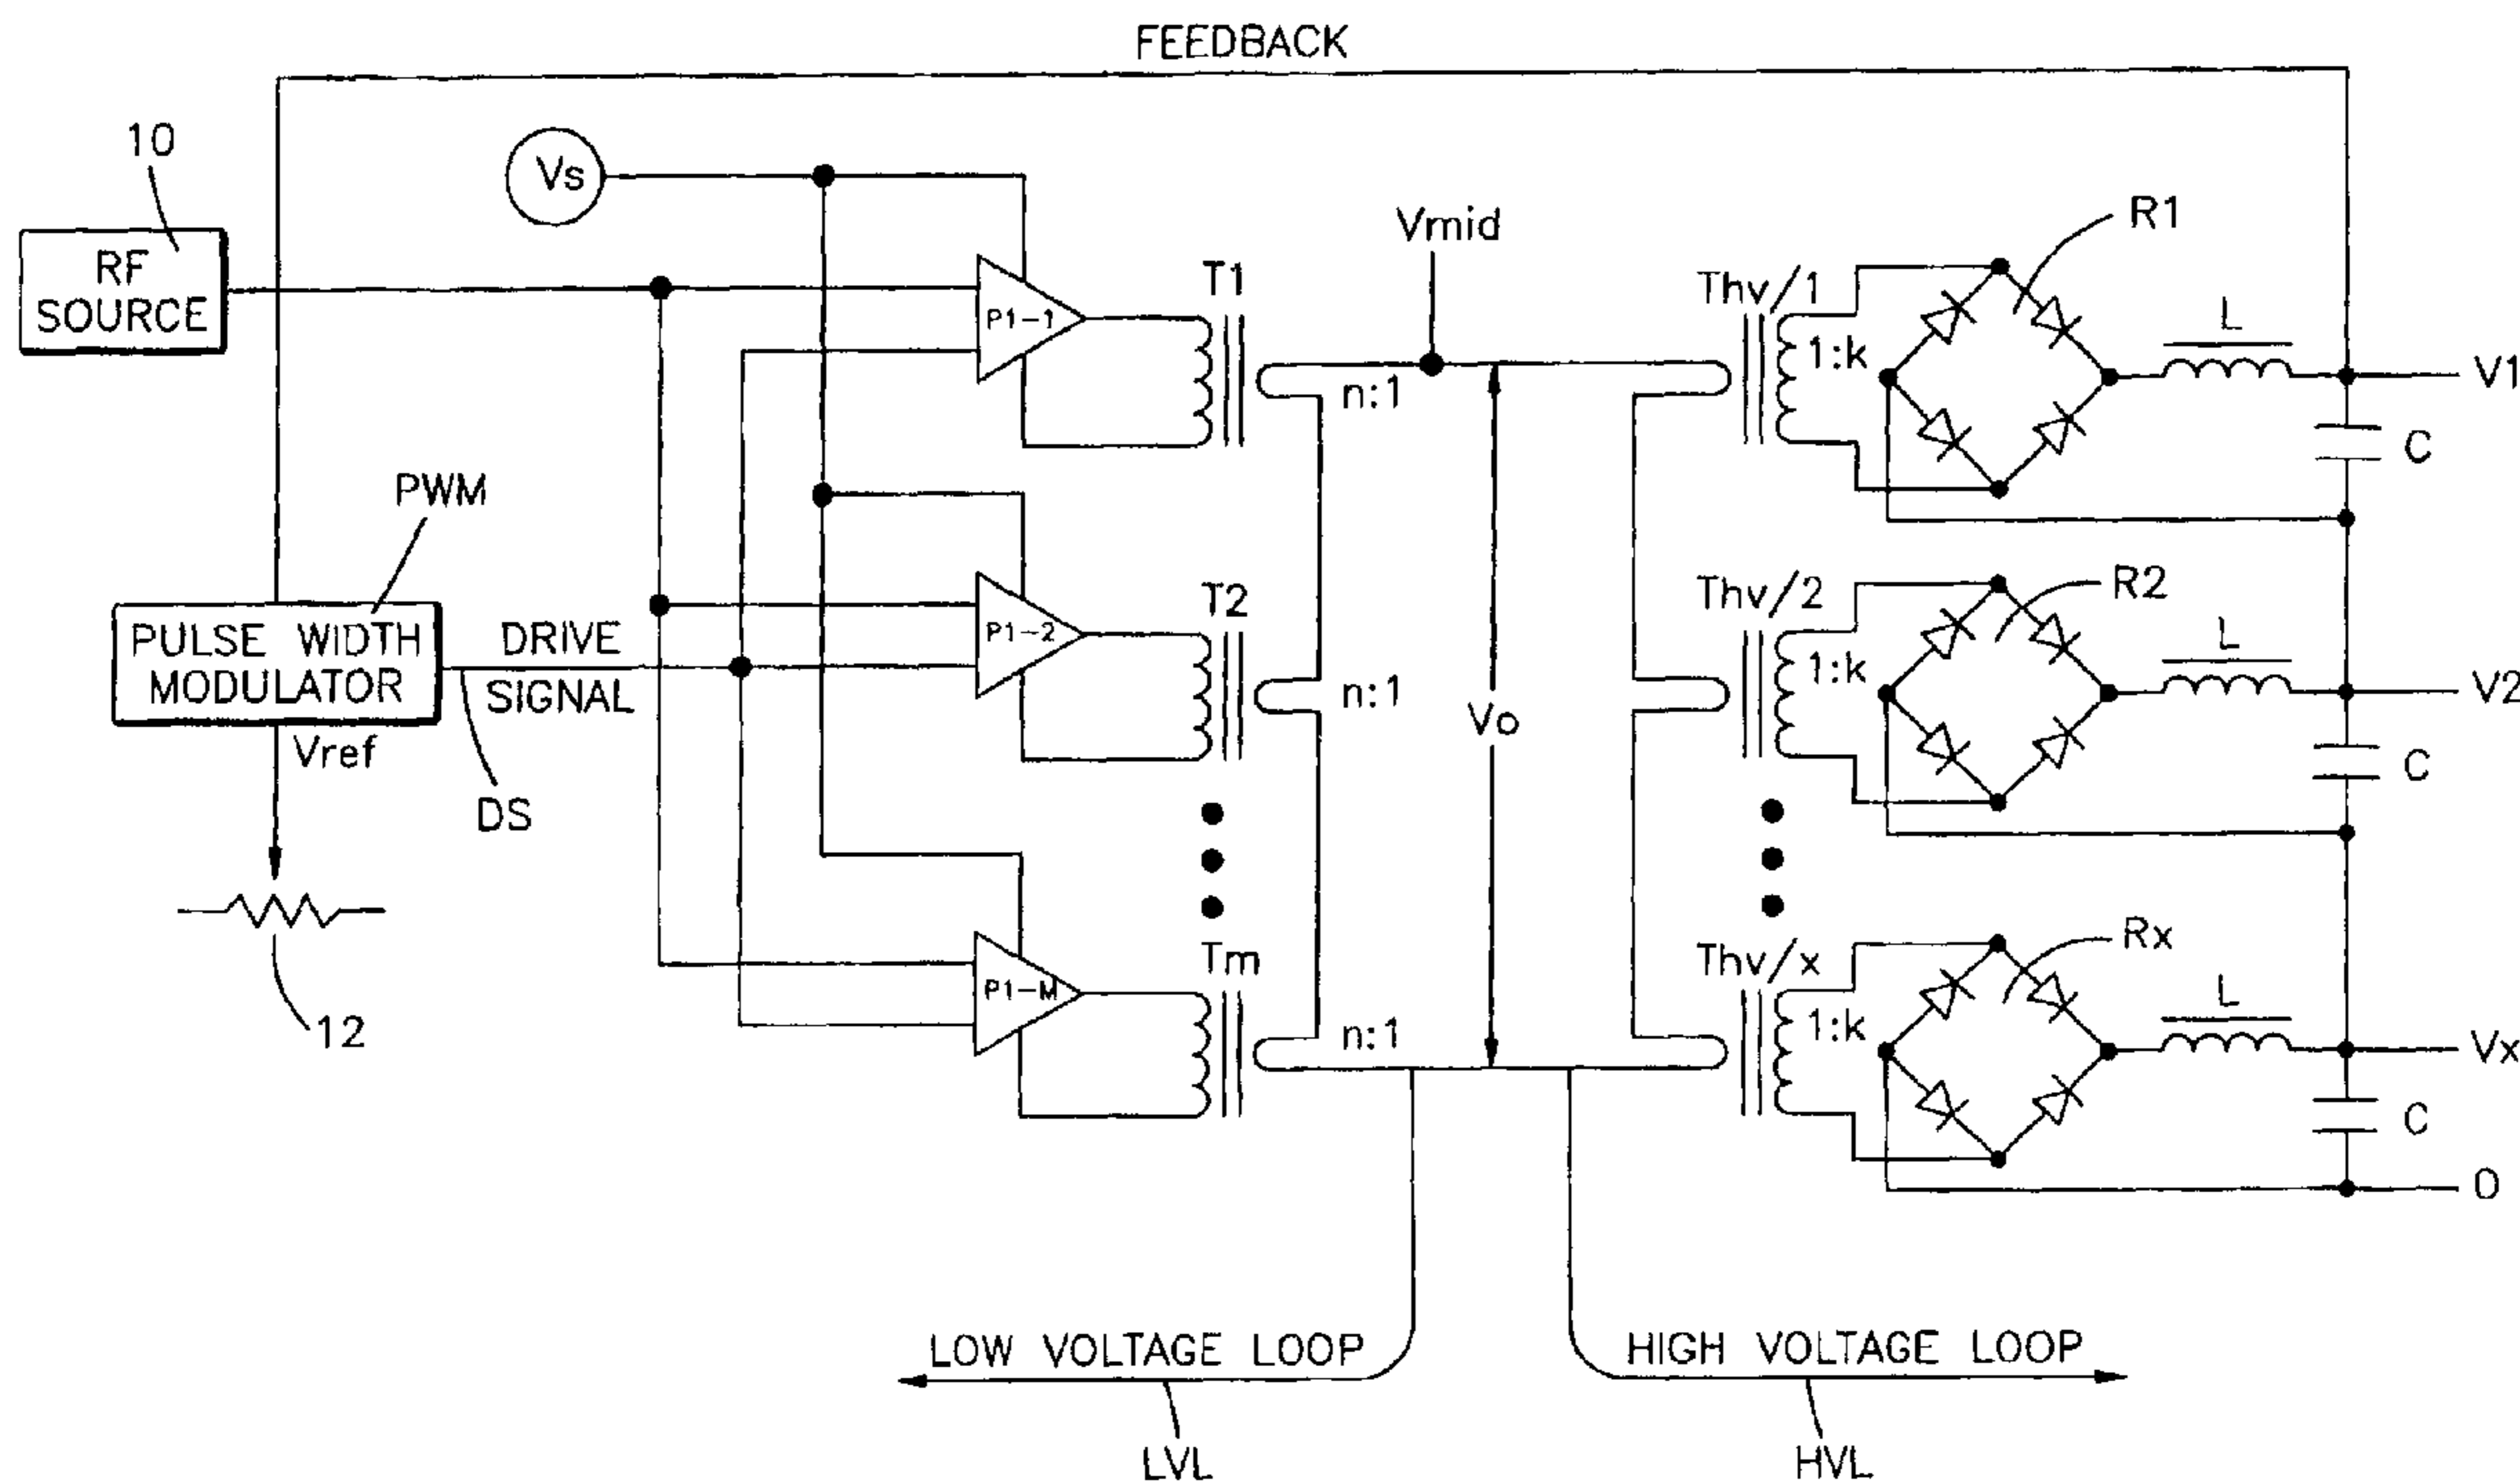 FEEDBACK
10
Vs
RF
SOURCE
Vmid
R1
T1
Thv/1
P1-1
1:k
L
V1
n:1
C
PWM
T2
Thv/2
R2
P1-2
PULSE WIDTH
MODULATOR
DRIVE
SIGNAL
1:k
L
V2
n:1
Vo
Vref
C
DS
Tm
Thv/x
Rx
P1-M
12
n:1
1:k
L
Vx
C
0
LOW VOLTAGE LOOP
HIGH VOLTAGE LOOP
LVL
HVL